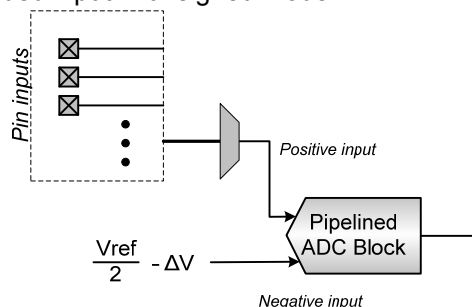 Pin inputs
Positive input
Pipelined
ADC Block
Vref
2
- ΔV
Negative input